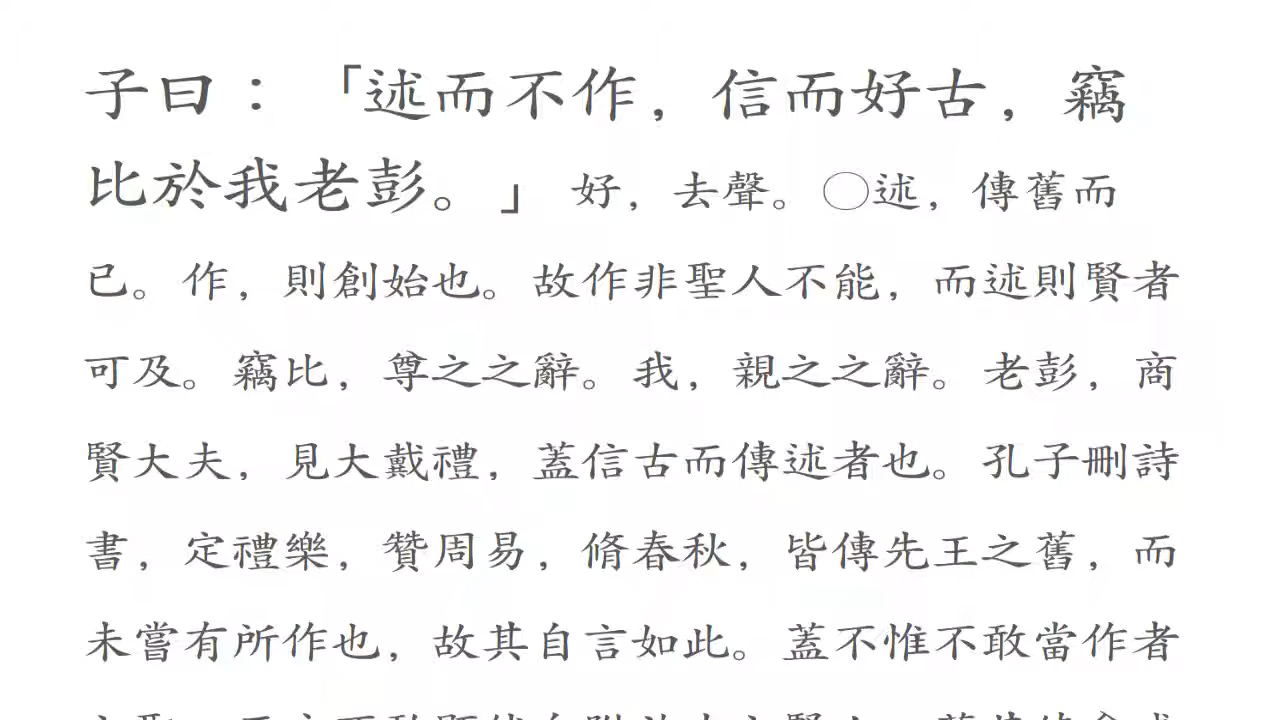 子曰：「述而不作，信而好古，竊
比於我老彭。」好，去聲。○述，傳舊而
已。作，則創始也。故作非聖人不能，而述則賢者
可及。竊比，尊之之辭。我，親之之辭。老彭，商
賢大夫，見大戴禮，蓋信古而傳述者也。孔子刪詩
書，定禮樂，贊周易，脩春秋，皆傳先王之舊，而
未嘗有所作也，故其自言如此。蓋不惟不敢當作者